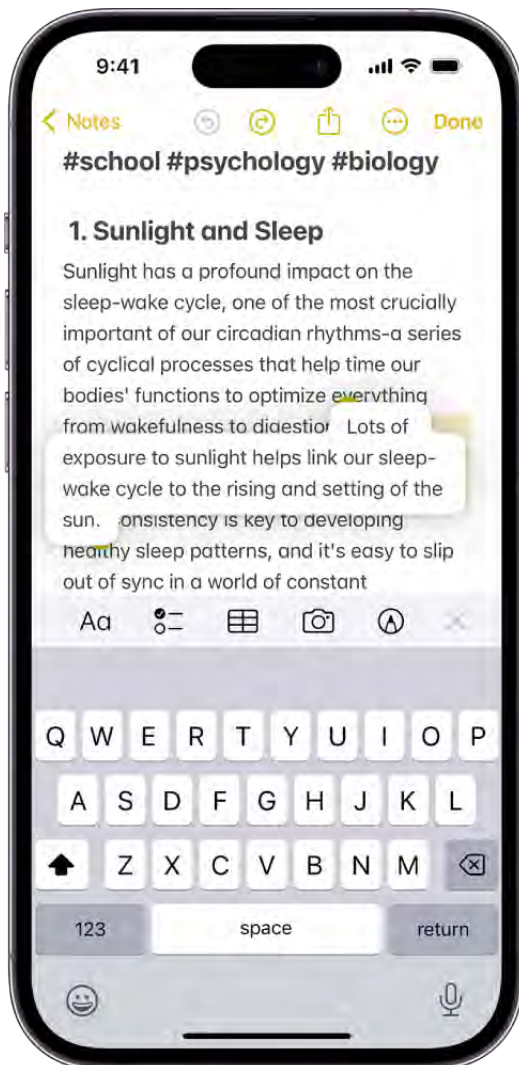 9:41
Notes
Done
#school #psychology #biology
1. Sunlight and Sleep
Sunlight has a profound impact on the
sleep-wake cycle, one of the most crucially
important of our circadian rhythms-a series
of cyclical processes that help time our
bodies' functions to optimize everything
from wakefulness to digestion Lots of
exposure to sunlight helps link our sleep-
wake cycle to the rising and setting of the
sun. onsistency is key to developing
healthy sleep patterns, and it's easy to slip
out of sync in a world of constant
Aa
Q W E R T Y U I O P
A S D F G H J K L
Z X C V B N M
123 space return